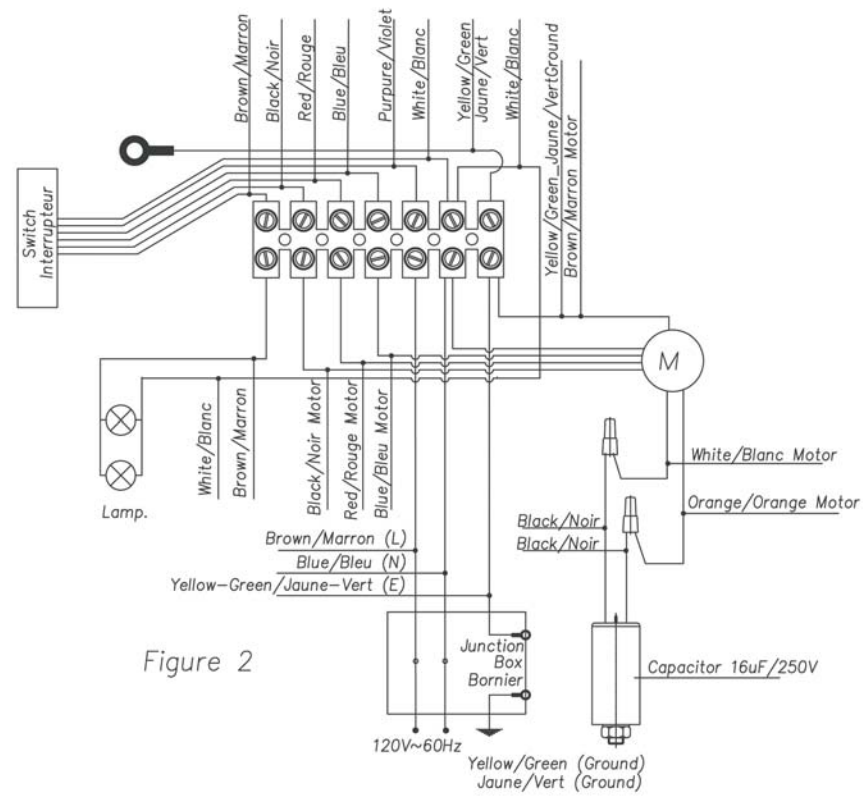 Brown/Marron
Black/Noir
Red/Rouge
Blue/Bleu
Purpure/Violet
White/Blanc
Yellow/Green
Jaune/Vert
White/Blanc
Yellow/Green_Jaune/VertGround
Brown/Marron Motor
Switch
Interrupteur
M
Lamp.
White/Blanc
Brown/Marron
Black/Noir Motor
Red/Rouge Motor
Blue/Bleu Motor
White/Blanc Motor
Orange/Orange Motor
Black/Noir
Black/Noir
Brown/Marron (L)
Blue/Bleu (N)
Yellow-Green/Jaune-Vert (E)
Figure 2
Junction
Box
Bornier
Capacitor 16uF/250V
120V~60Hz
Yellow/Green (Ground)
Jaune/Vert (Ground)